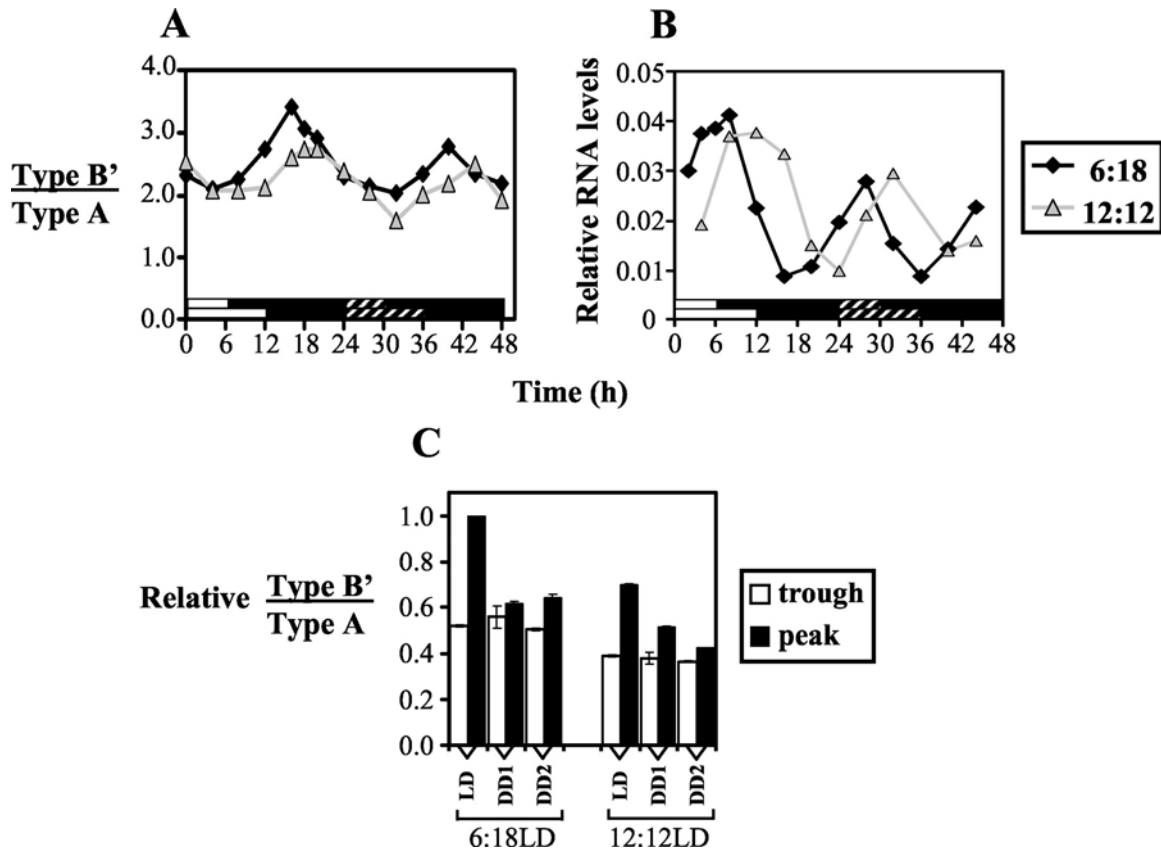 A
Type B'
Type A
4.0
3.0
2.0
1.0
0.0
0 6 12 18 24 30 36 42 48
B
Relative RNA levels
0.05
0.04
0.03
0.02
0.01
0
0 6 12 18 24 30 36 42 48
6:18
12:12
Time (h)
C
Relative Type B'
Type A
1.0
0.8
0.6
0.4
0.2
0.0
LD DD1 DD2 LD DD1 DD2
6:18LD 12:12LD
trough
peak